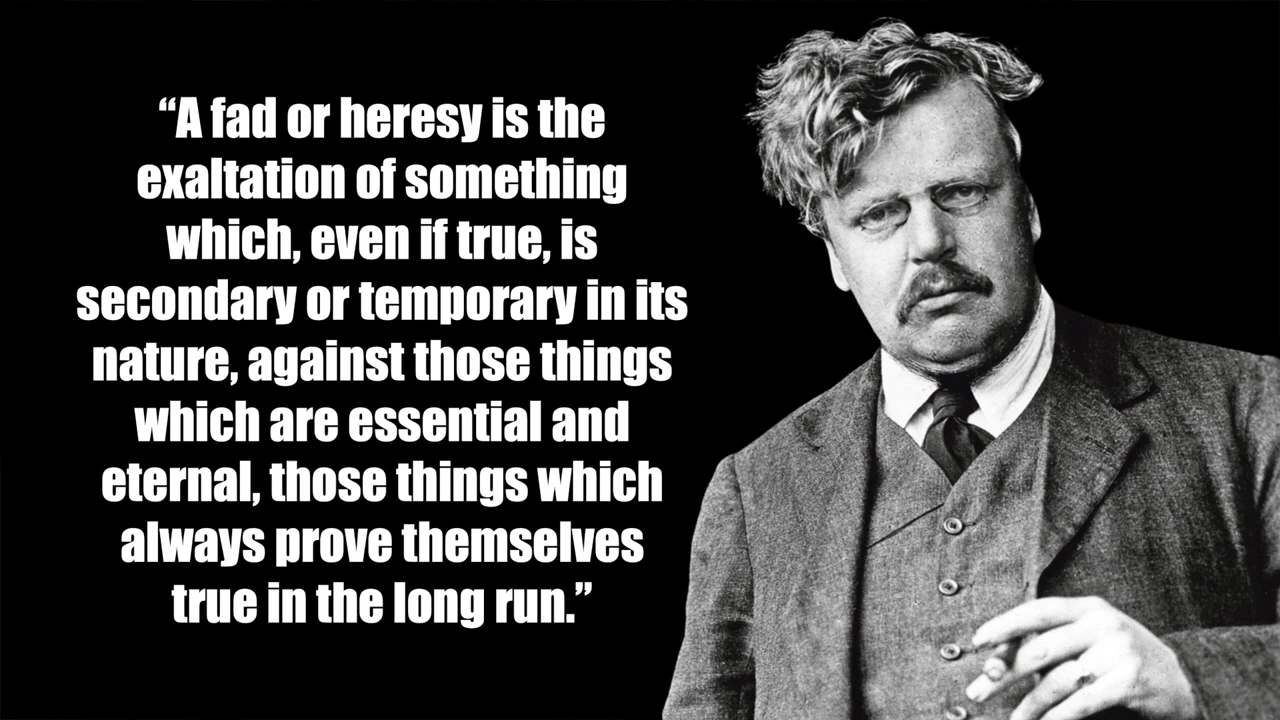 “A fad or heresy is the
exaltation of something
which, even if true, is
secondary or temporary in its
nature, against those things
which are essential and
eternal, those things which
always prove themselves
true in the long run.”